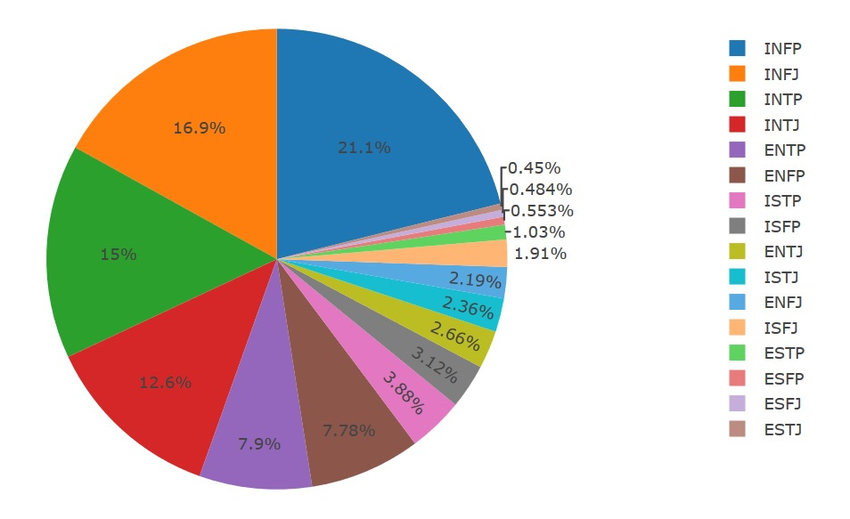 21.1%
16.9%
15%
12.6%
7.9%
7.78%
3.88%
3.12%
2.66%
2.36%
2.19%
1.91%
1.03%
0.553%
0.484%
0.45%
INFP
INFJ
INTP
INTJ
ENTP
ENFP
ISTP
ISFP
ENTJ
ISTJ
ENFJ
ISFJ
ESTP
ESFP
ESFJ
ESTJ